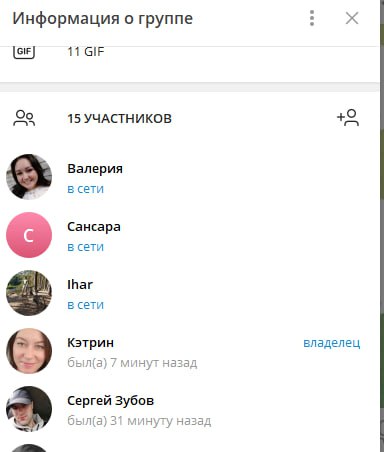 Информация о группе
GIF 11 GIF
15 УЧАСТНИКОВ
Валерия
в сети
С Сансара
в сети
Ihar
в сети
Кэтрин владелец
был(а) 7 минут назад
Сергей Зубов
был(а) 31 минуту назад